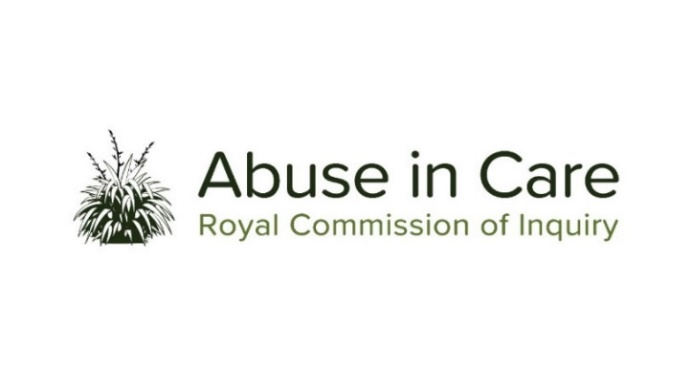 Abuse in Care
Royal Commission of Inquiry